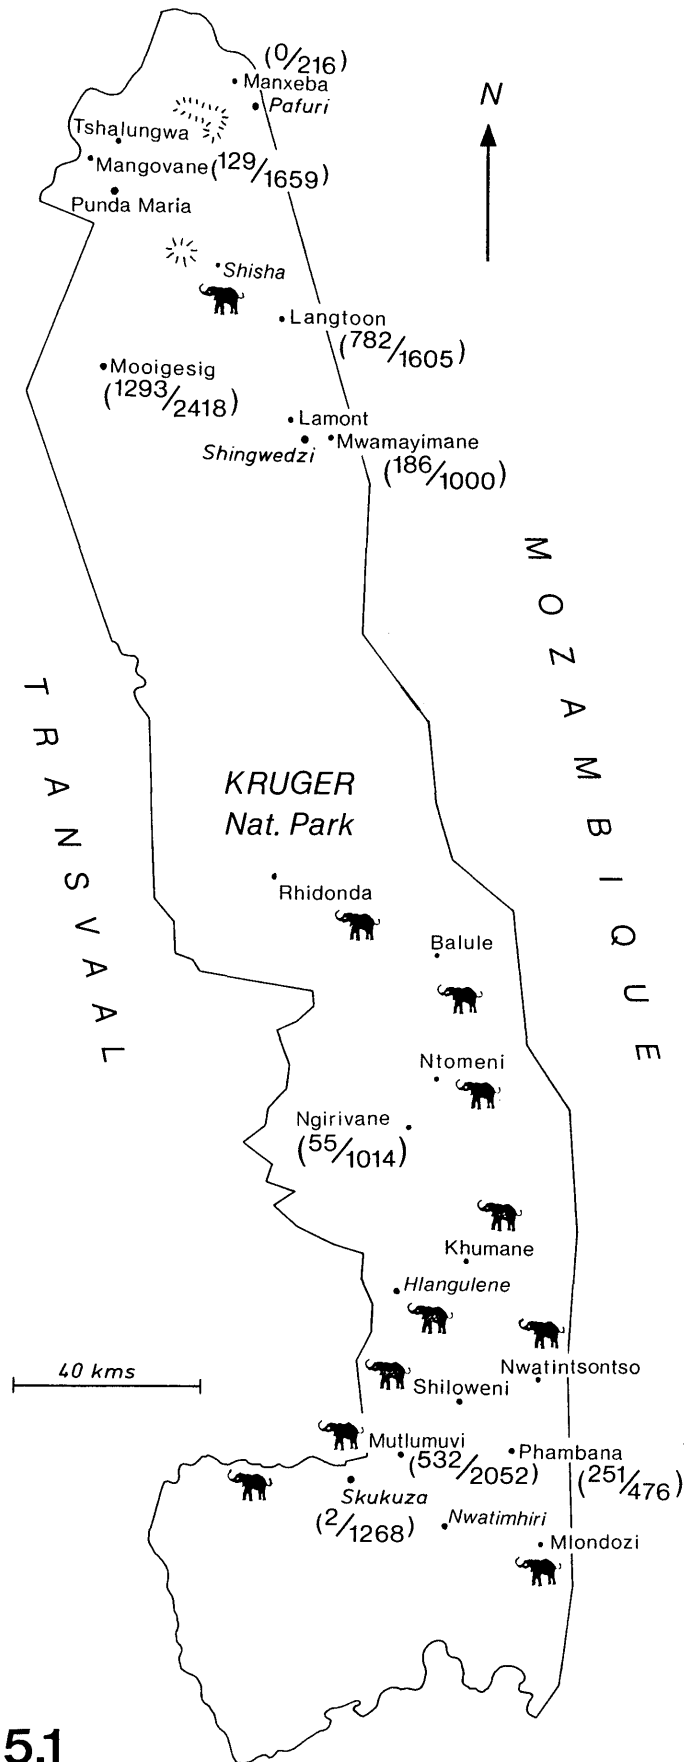 (0/216)
Manxeba
Pafuri
N
Tshalungwa
Mangovane (129/1659)
Punda Maria
Shisha
Langtoon
(782/1605)
Mooigesig
(1293/2418)
Lamont
Shingwedzi
Mwamayimane
(186/1000)
MOZAMBIQUE
TRANSVAAL
KRUGER
Nat. Park
Rhidonda
Balule
Ntomeni
Ngirivane
(55/1014)
Khumane
Hlangulene
40 kms
Nwatintsontso
Shiloweni
Mutlumuvi
(532/2052)
Phambana
(251/476)
Skukuza
(2/1268)
Nwatimhiri
Mlondozi
5.1